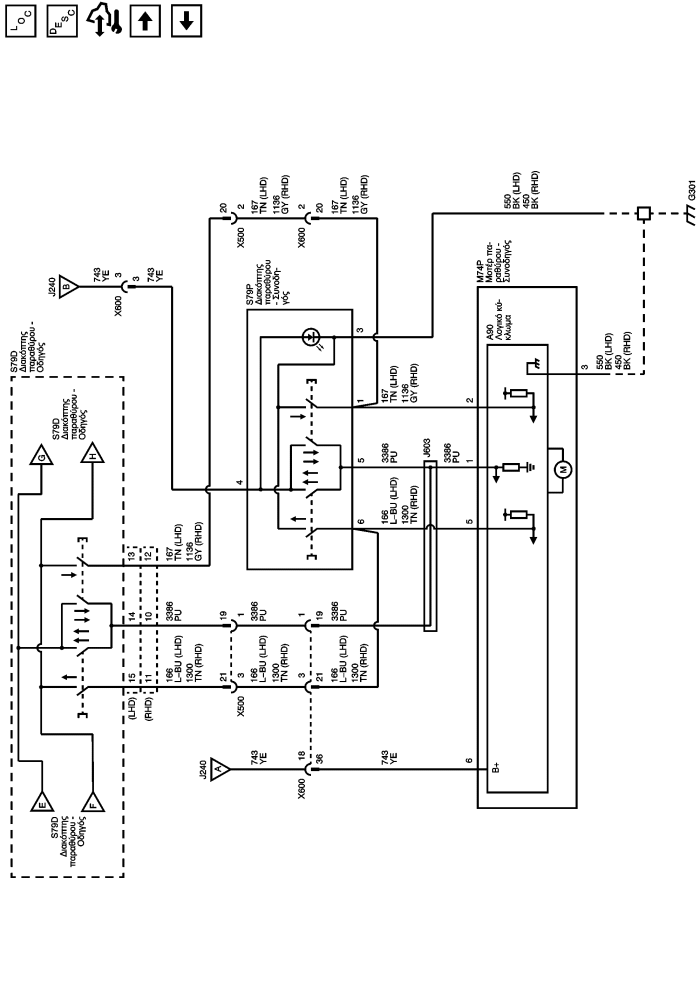 LOC
DESC
J240
B
743
YE
3
3
743
YE
X600
20
2
167
TN (LHD)
1136
GY (RHD)
2
20
167
TN (LHD)
1136
GY (RHD)
X500
X600
550
BK (LHD)
450
BK (RHD)
G301
S79P
Διακόπτης
παραθύρου
- Συνοδη-
γός
M74P
Μοτέρ πα-
ραθύρου -
Συνοδηγός
A90
Λογικό κύ-
κλωμα
3
550
BK (LHD)
450
BK (RHD)
3
S79D
Διακόπτης
παραθύρου -
Οδηγός
S79D
Διακόπτης
παραθύρου -
Οδηγός
G
H
4
1
167
TN (LHD)
1136
GY (RHD)
2
5
3386
PU
J603
3386
PU
1
M
6
166
L-BU (LHD)
1300
TN (RHD)
5
13
12
167
TN (LHD)
1136
GY (RHD)
14
10
3386
PU
19
1
3386
PU
1
19
3386
PU
15
11
166
L-BU (LHD)
1300
TN (RHD)
21
3
166
L-BU (LHD)
1300
TN (RHD)
3
21
166
L-BU (LHD)
1300
TN (RHD)
(LHD)
(RHD)
X500
J240
A
743
YE
18
36
743
YE
6
B+
X600
E
F
S79D
Διακόπτης
παραθύρου -
Οδηγός